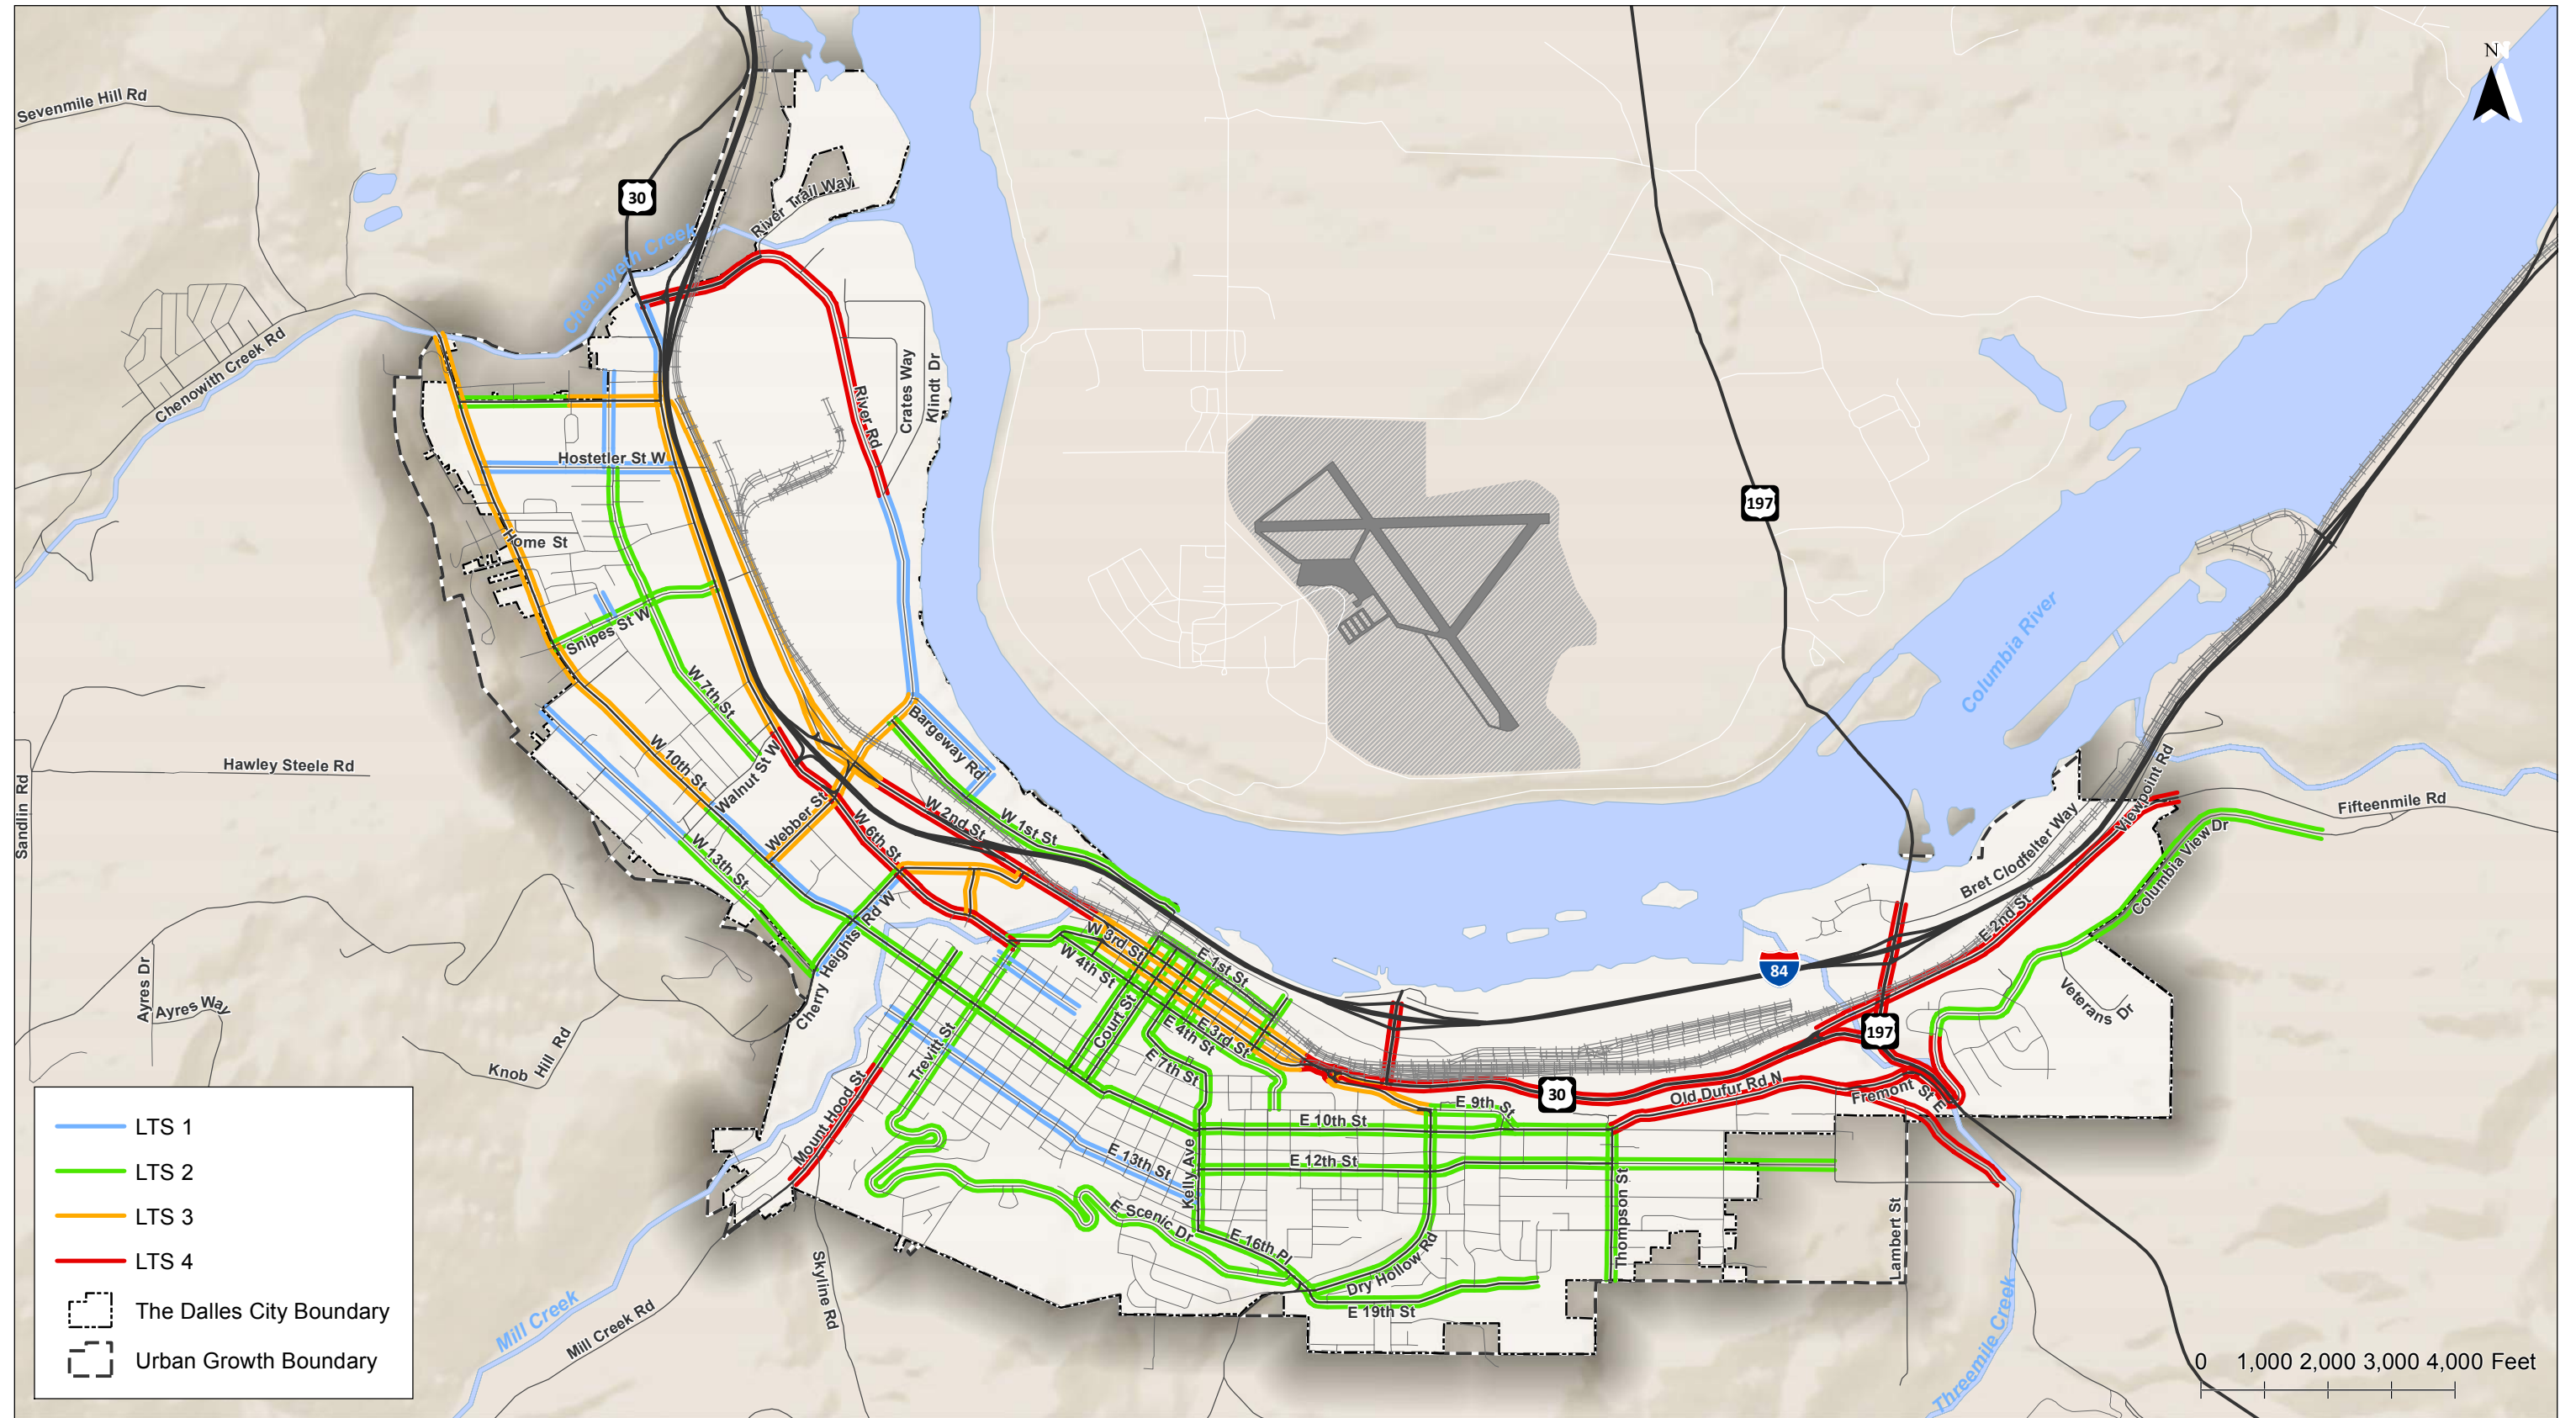 N
Sevenmile Hill Rd
30
River Trail Way
Chenoweth Creek
Chenowith Creek Rd
Crates Way
Klindt Dr
River Rd
Hostetler St W
197
Home St
Snipes St W
Columbia River
W 7th St
Bargeway Rd
W 10th St
Walnut St W
Hawley Steele Rd
Sandlin Rd
Webber St
W 2nd St
W 1st St
W 6th St
W 13th St
Viewpoint Rd
Fifteenmile Rd
Bret Clodfelter Way
Columbia View Dr
E 2nd St
Cherry Heights Rd W
W 3rd St
W 4th St
E 1st St
84
Ayres Dr
Ayres Way
Veterans Dr
Court St
E 3rd St
E 4th St
197
Knob Hill Rd
Trevitt St
E 7th St
Mount Hood St
30
Old Dufur Rd N
Fremont St E
E 9th St
E 10th St
E 12th St
E 13th St
Kelly Ave
Thompson St
Lambert St
E Scenic Dr
E 16th Pl
Dry Hollow Rd
E 19th St
Skyline Rd
Mill Creek
Mill Creek Rd
Threemile Creek
LTS 1
LTS 2
LTS 3
LTS 4
The Dalles City Boundary
Urban Growth Boundary
0 1,000 2,000 3,000 4,000 Feet